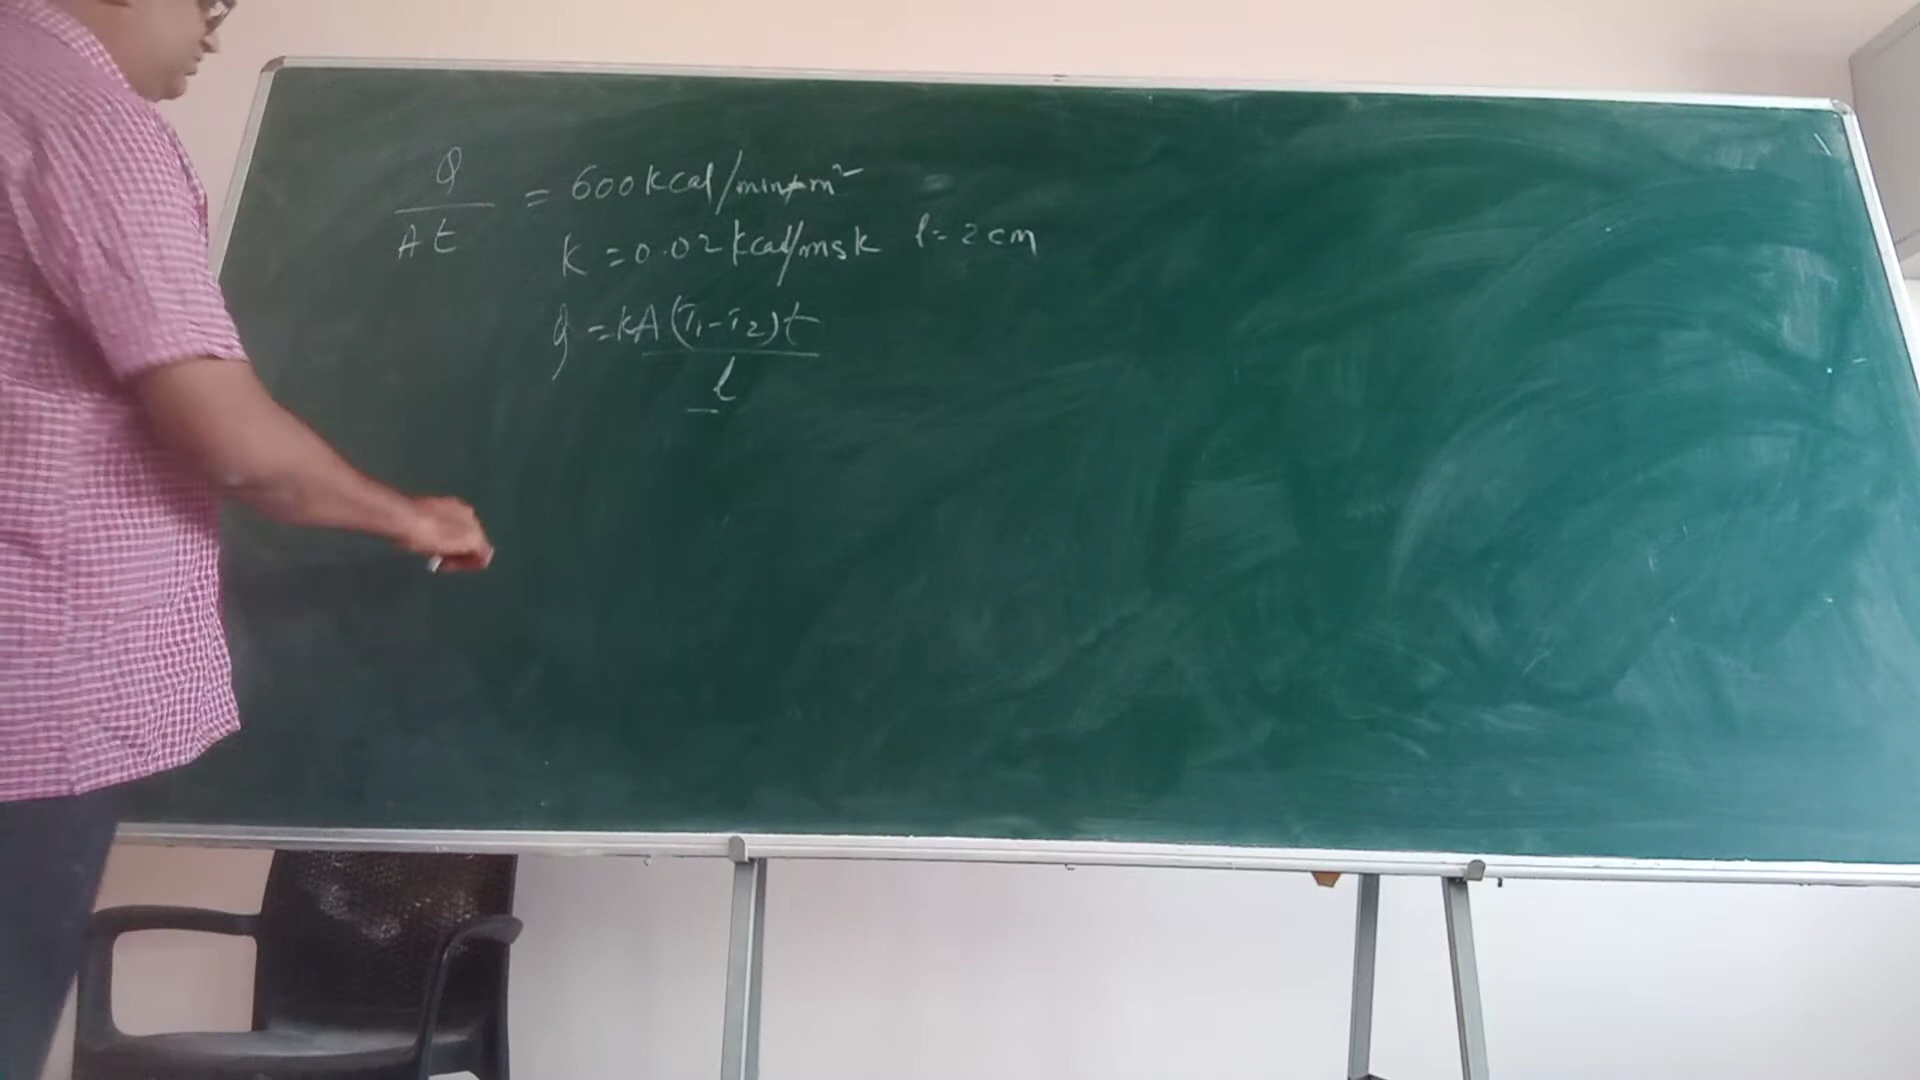 Q
— = 600 kcal/min m²
At
K = 0.02 kcal/msk l = 2 cm
Q = kA(T₁-T₂)t
—
l